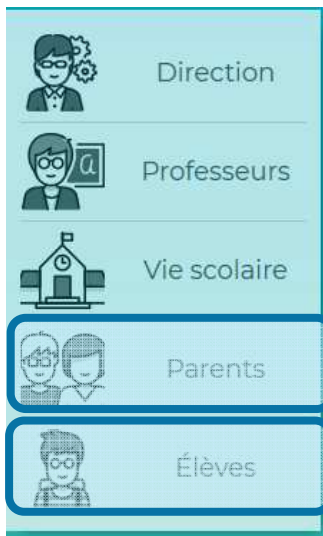 Direction
Professeurs
a
Vie scolaire
Parents
Élèves